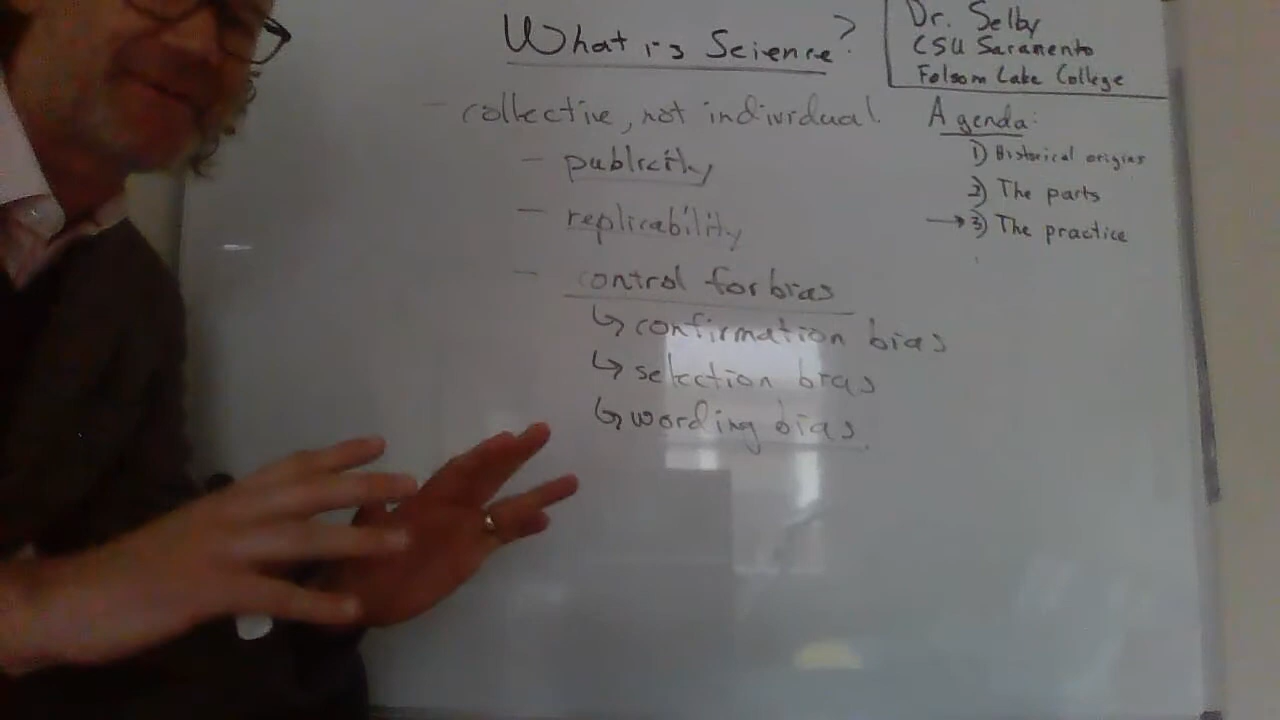 What is Science?
- collective, not individual.
- publicity
- replicability
- control for bias
↳ confirmation bias
↳ selection bias
↳ wording bias.
Dr. Selby
CSU Saramento
Folsom Lake College
Agenda:
1) Historical origins
2) The parts
→ 3) The practice